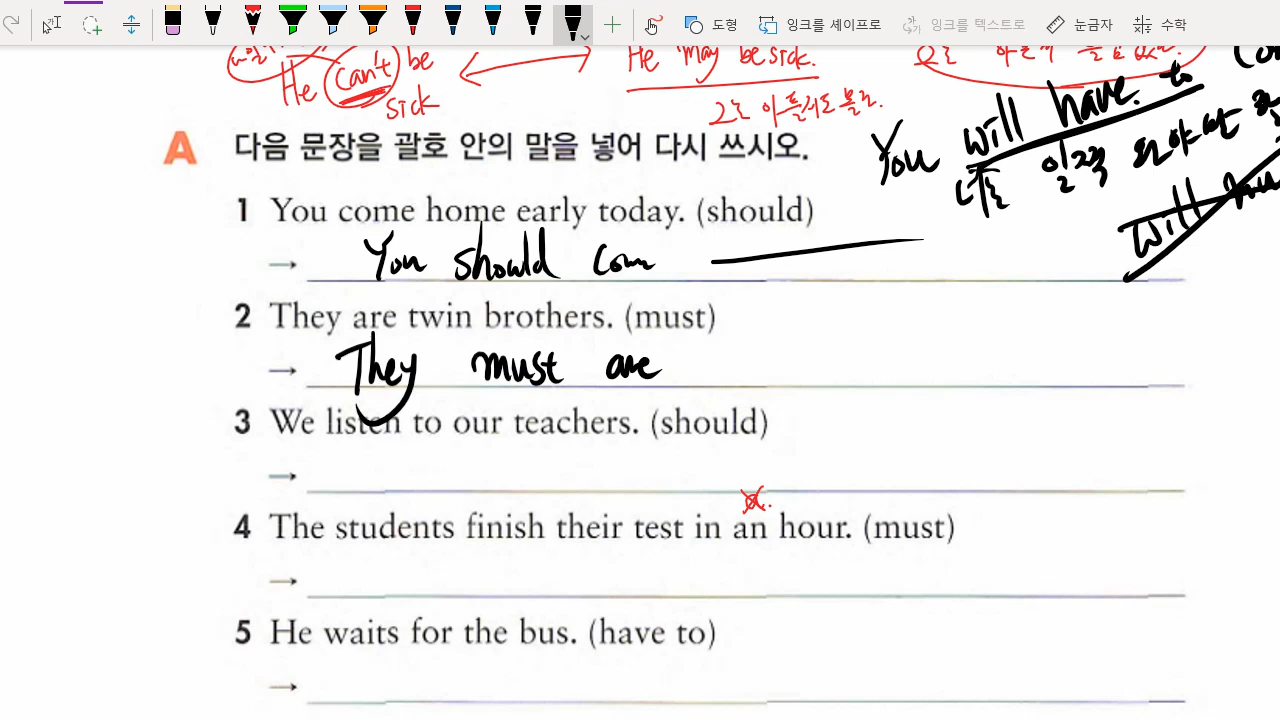 도형 잉크를 셰이프로 잉크를 텍스트로 눈금자 수학
He can't be sick
He may be sick.
그는 아플지도 몰라.
You will have to
너는 일찍 와야만
will
A 다음 문장을 괄호 안의 말을 넣어 다시 쓰시오.
1 You come home early today. (should)
→ You should come
2 They are twin brothers. (must)
→ They must are
3 We listen to our teachers. (should)
→
4 The students finish their test in an hour. (must)
→
5 He waits for the bus. (have to)
→